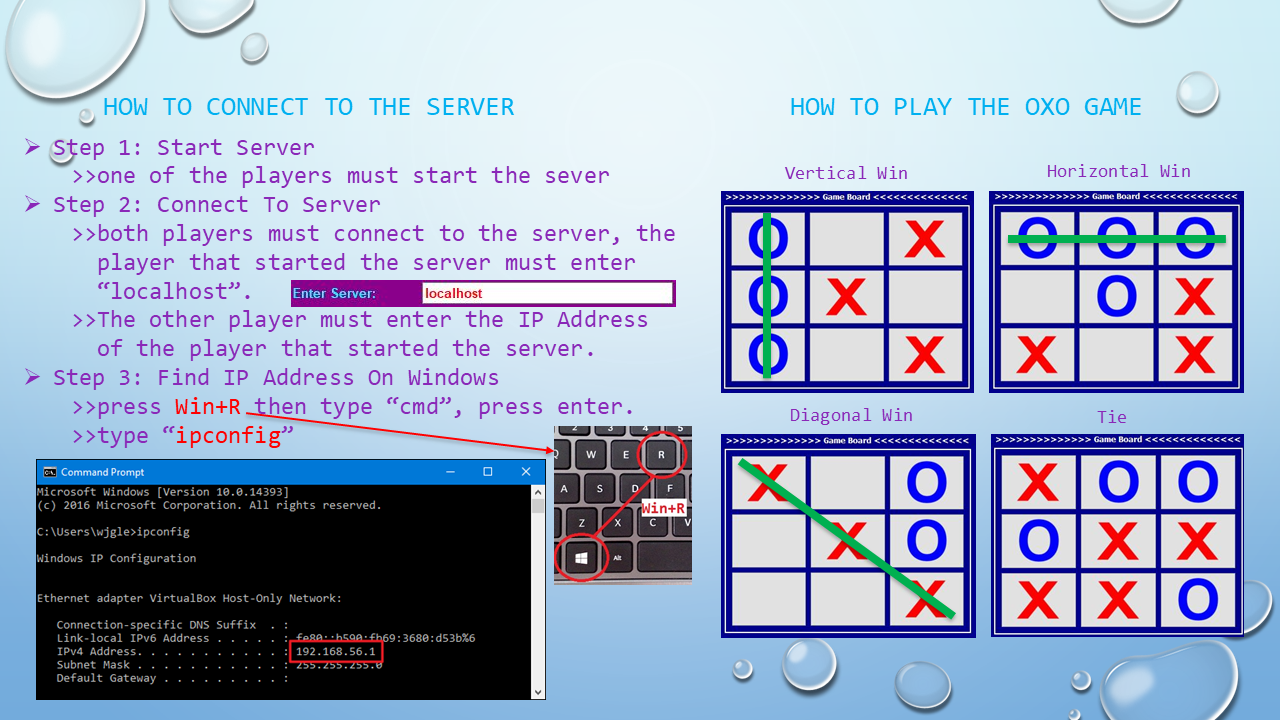 HOW TO CONNECT TO THE SERVER
Step 1: Start Server
>>one of the players must start the sever
Step 2: Connect To Server
>>both players must connect to the server, the
player that started the server must enter
“localhost”.
Enter Server: localhost
>>The other player must enter the IP Address
of the player that started the server.
Step 3: Find IP Address On Windows
>>press Win+R then type “cmd”, press enter.
>>type “ipconfig”
Command Prompt
Microsoft Windows [Version 10.0.14393]
(c) 2016 Microsoft Corporation. All rights reserved.
C:\Users\wjgle>ipconfig
Windows IP Configuration
Ethernet adapter VirtualBox Host-Only Network:
Connection-specific DNS Suffix . :
Link-local IPv6 Address . . . . . : fe80::b590:fb69:3680:d53b%6
IPv4 Address. . . . . . . . . . . : 192.168.56.1
Subnet Mask . . . . . . . . . . . : 255.255.255.0
Default Gateway . . . . . . . . . :
2 3 4 5
Q W E R
A S D F
Win+R
Z X C V
Alt
HOW TO PLAY THE OXO GAME
Vertical Win
>>>>>>>>>>>>>>> Game Board <<<<<<<<<<<<<<<
O X
O X
O X
Horizontal Win
>>>>>>>>>>>>>>> Game Board <<<<<<<<<<<<<<<
O O O
O X
X X
Diagonal Win
>>>>>>>>>>>>>>> Game Board <<<<<<<<<<<<<<<
X O
X O
X
Tie
>>>>>>>>>>>>>>> Game Board <<<<<<<<<<<<<<<
X O O
O X X
X X O